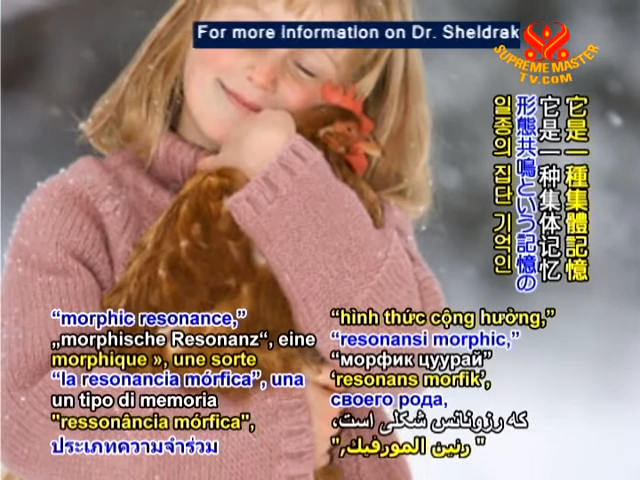 For more information on Dr. Sheldrak
SUPREME MASTER
TV.COM
它是一種集體記憶
它是一种集体记忆
形態共鳴という記憶の
일종의 집단 기억인
“morphic resonance,”
„morphische Resonanz“, eine
morphique », une sorte
“la resonancia mórfica”, una
un tipo di memoria
"ressonância mórfica",
ประเภทความจำร่วม
“hình thức cộng hưởng,”
“resonansi morphic,”
“морфик цуурай”
‘resonans morfik’,
своего рода,
که رزونانس شکلی است،
"رنين المورفيك,"